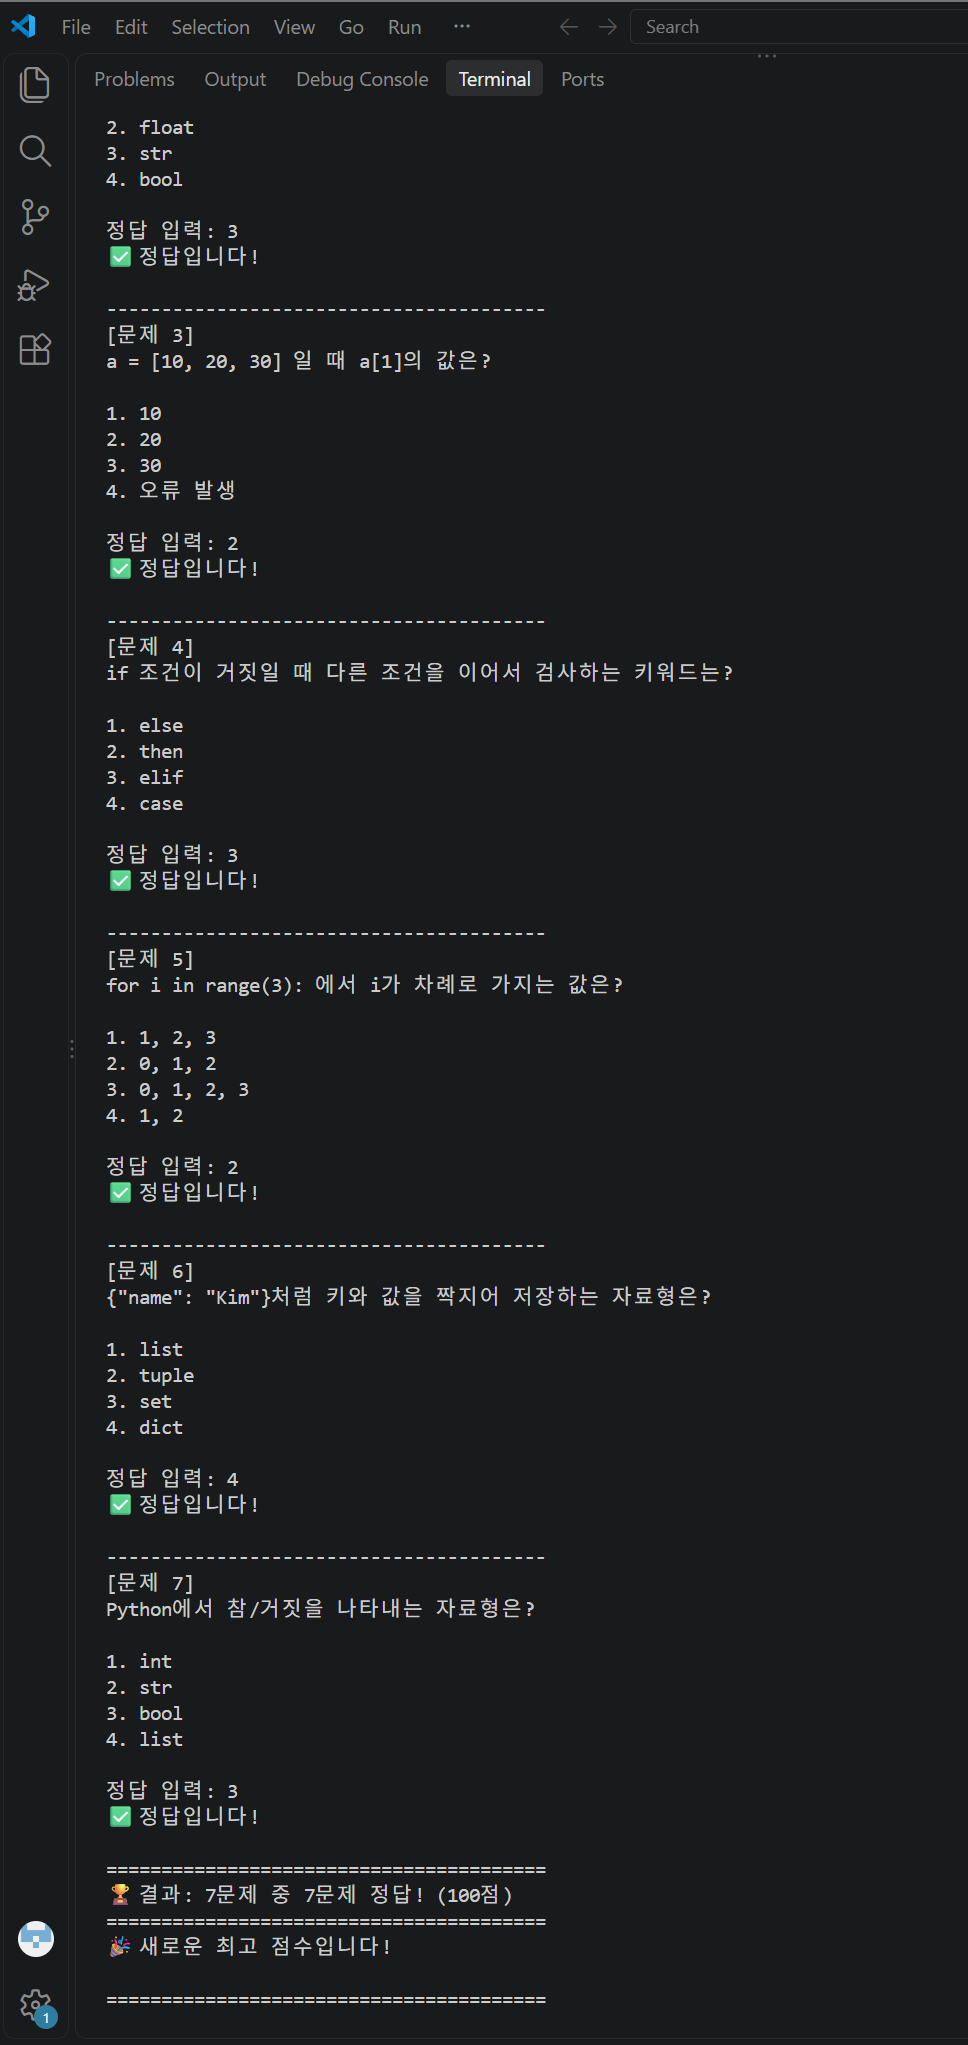 File Edit Selection View Go Run ··· Search
Problems Output Debug Console Terminal Ports
2. float
3. str
4. bool
정답 입력: 3
✅ 정답입니다!
----------------------------------------
[문제 3]
a = [10, 20, 30] 일 때 a[1]의 값은?
1. 10
2. 20
3. 30
4. 오류 발생
정답 입력: 2
✅ 정답입니다!
----------------------------------------
[문제 4]
if 조건이 거짓일 때 다른 조건을 이어서 검사하는 키워드는?
1. else
2. then
3. elif
4. case
정답 입력: 3
✅ 정답입니다!
----------------------------------------
[문제 5]
for i in range(3): 에서 i가 차례로 가지는 값은?
1. 1, 2, 3
2. 0, 1, 2
3. 0, 1, 2, 3
4. 1, 2
정답 입력: 2
✅ 정답입니다!
----------------------------------------
[문제 6]
{"name": "Kim"}처럼 키와 값을 짝지어 저장하는 자료형은?
1. list
2. tuple
3. set
4. dict
정답 입력: 4
✅ 정답입니다!
----------------------------------------
[문제 7]
Python에서 참/거짓을 나타내는 자료형은?
1. int
2. str
3. bool
4. list
정답 입력: 3
✅ 정답입니다!
========================================
🏆 결과: 7문제 중 7문제 정답! (100점)
========================================
🎉 새로운 최고 점수입니다!
========================================
1